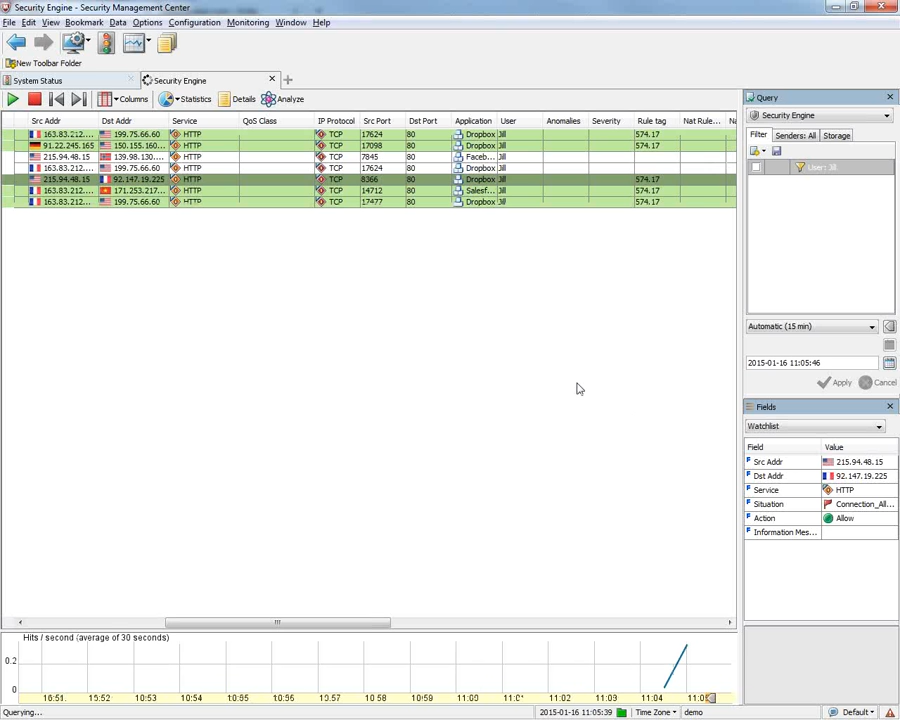 Security Engine - Security Management Center
File Edit View Bookmark Data Options Configuration Monitoring Window Help
New Toolbar Folder
System Status Security Engine
Columns Statistics Details Analyze
Src Addr Dst Addr Service QoS Class IP Protocol Src Port Dst Port Application User Anomalies Severity Rule tag Nat Rule...
163.83.212.... 199.75.66.60 HTTP TCP 17624 80 Dropbox Jill 574.17
91.22.245.165 150.155.160.... HTTP TCP 17098 80 Dropbox Jill 574.17
215.94.48.15 139.98.130.... HTTP TCP 7845 80 Faceb... Jill
163.83.212.... 199.75.66.60 HTTP TCP 17624 80 Dropbox Jill
215.94.48.15 92.147.19.225 HTTP TCP 8366 80 Dropbox Jill 574.17
163.83.212.... 171.253.217.... HTTP TCP 14712 80 Salesf... Jill 574.17
163.83.212.... 199.75.66.60 HTTP TCP 17477 80 Dropbox Jill 574.17
Hits / second (average of 30 seconds)
0.2
0
10:51 10:52 10:53 10:54 10:55 10:56 10:57 10:58 10:59 11:00 11:02 11:03 11:04
Querying... 2015-01-16 11:05:39 Time Zone demo Default
Query
Security Engine
Filter Senders: All Storage
User: Jill
Automatic (15 min)
2015-01-16 11:05:46
Apply Cancel
Fields
Watchlist
Field Value
Src Addr 215.94.48.15
Dst Addr 92.147.19.225
Service HTTP
Situation Connection_All...
Action Allow
Information Mes...